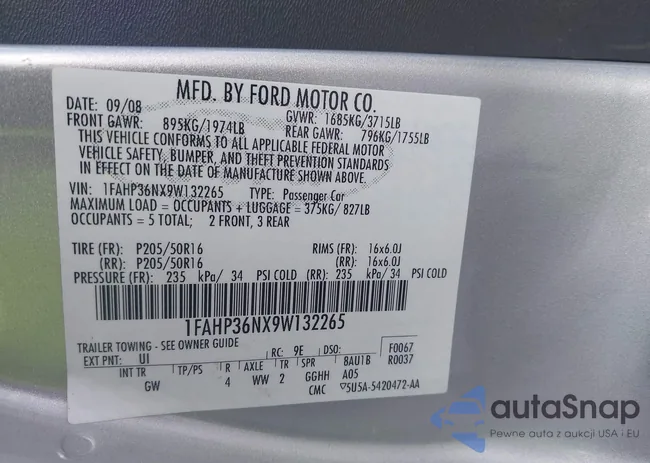 MFD. BY FORD MOTOR CO.
DATE: 09/08 GVWR: 1685KG/3715LB
FRONT GAWR: 895KG/1974LB REAR GAWR: 796KG/1755LB
THIS VEHICLE CONFORMS TO ALL APPLICABLE FEDERAL MOTOR
VEHICLE SAFETY, BUMPER, AND THEFT PREVENTION STANDARDS
IN EFFECT ON THE DATE OF MANUFACTURE SHOWN ABOVE.
VIN: 1FAHP36NX9W132265 TYPE: Passenger Car
MAXIMUM LOAD = OCCUPANTS + LUGGAGE = 375KG/ 827LB
OCCUPANTS = 5 TOTAL; 2 FRONT, 3 REAR
TIRE (FR): P205/50R16 RIMS (FR): 16x6.0J
(RR): P205/50R16 (RR): 16x6.0J
PRESSURE (FR): 235 kPa/ 34 PSI COLD (RR): 235 kPa/ 34 PSI COLD
1FAHP36NX9W132265
TRAILER TOWING - SEE OWNER GUIDE F0067
EXT PNT: UI RC: 9E DSO: R0037
INT TR TP/PS R AXLE TR SPR BAU1B
GW 4 WW 2 GGHH A05
CMC ▽5U5A-5420472-AA
autaSnap
Pewne auta z aukcji USA i EU